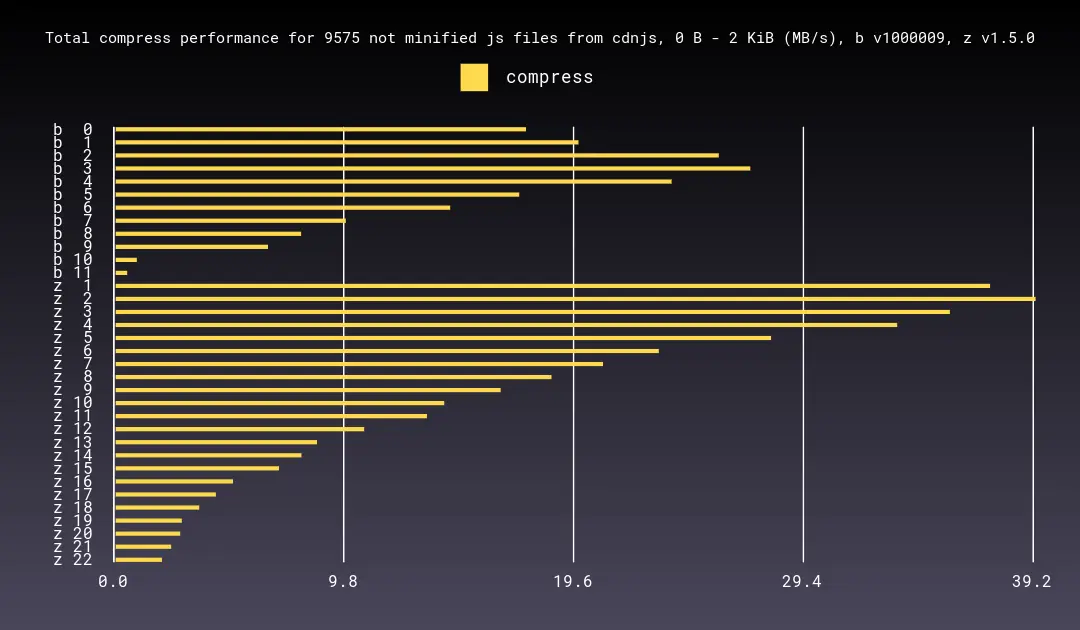 Total compress performance for 9575 not minified js files from cdnjs, 0 B - 2 KiB (MB/s), b v1000009, z v1.5.0
compress
b 0
b 1
b 2
b 3
b 4
b 5
b 6
b 7
b 8
b 9
b 10
b 11
z 1
z 2
z 3
z 4
z 5
z 6
z 7
z 8
z 9
z 10
z 11
z 12
z 13
z 14
z 15
z 16
z 17
z 18
z 19
z 20
z 21
z 22
0.0 9.8 19.6 29.4 39.2